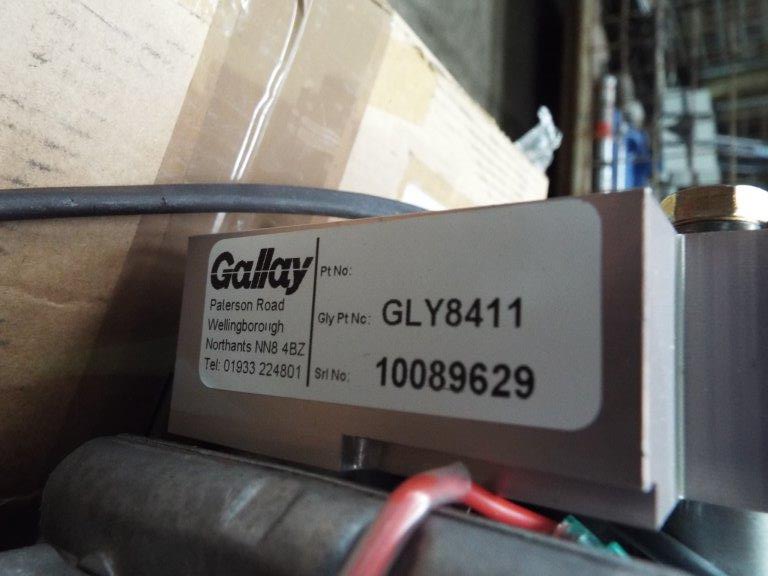 Gallay
Paterson Road
Wellingborough
Northants NN8 4BZ
Tel: 01933 224801
Pt No:
Gly Pt No: GLY8411
Srl No: 10089629